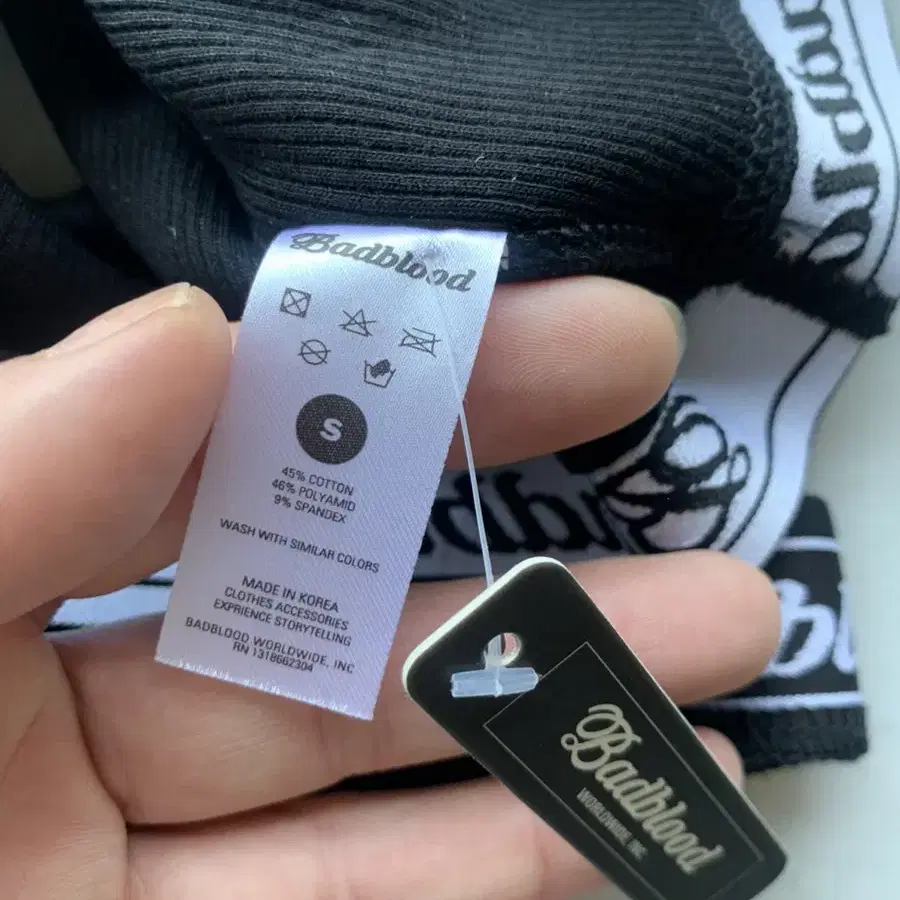 Badblood
S
45% COTTON
46% POLYAMID
9% SPANDEX
WASH WITH SIMILAR COLORS
MADE IN KOREA
CLOTHES ACCESSORIES
EXPRIENCE STORYTELLING
BADBLOOD WORLDWIDE, INC
RN 1318662304
Badblood
WORLDWIDE INC